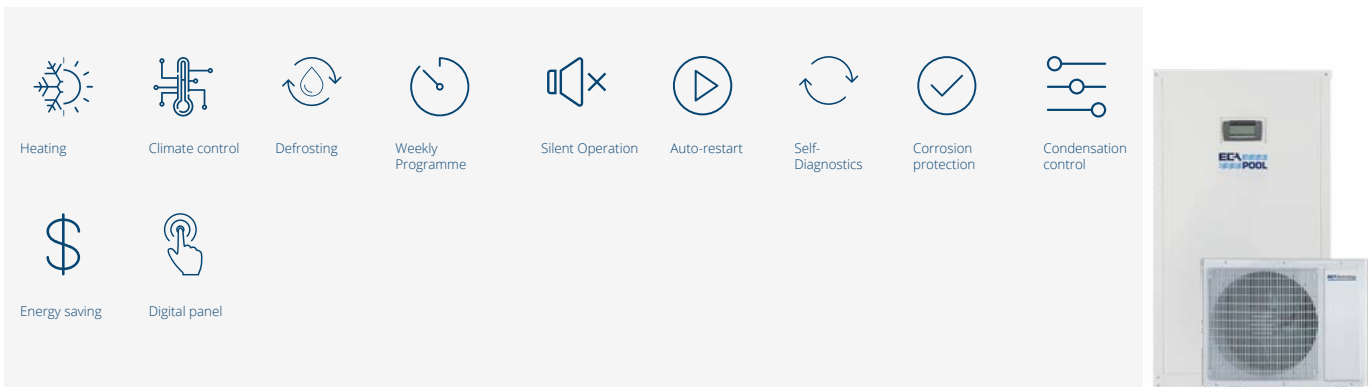 Heating
Climate control
Defrosting
Weekly
Programme
Silent Operation
Auto-restart
Self-
Diagnostics
Corrosion
protection
Condensation
control
Energy saving
Digital panel
POOL